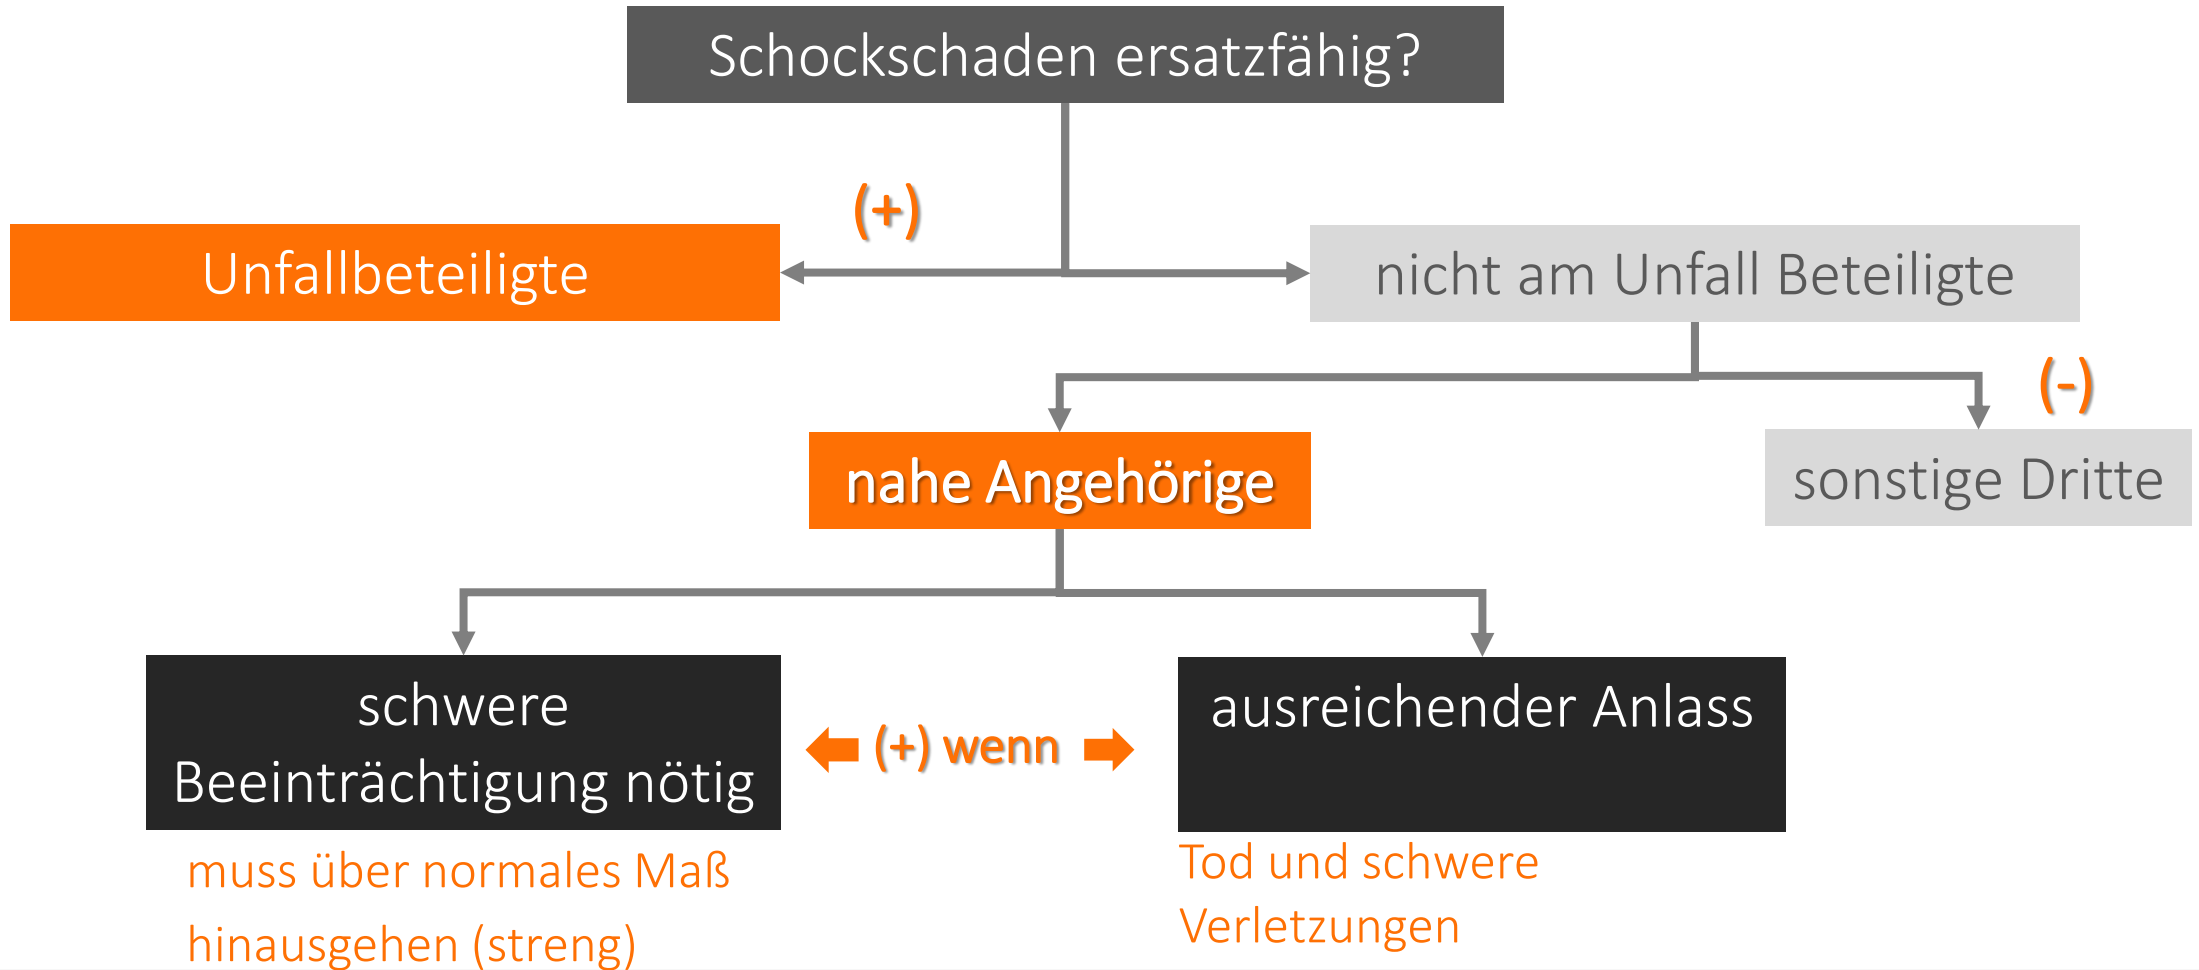 Schockschaden ersatzfähig?
(+)
Unfallbeteiligte
nicht am Unfall Beteiligte
(-)
nahe Angehörige
sonstige Dritte
schwere
Beeinträchtigung nötig
(+) wenn
ausreichender Anlass
muss über normales Maß
hinausgehen (streng)
Tod und schwere
Verletzungen